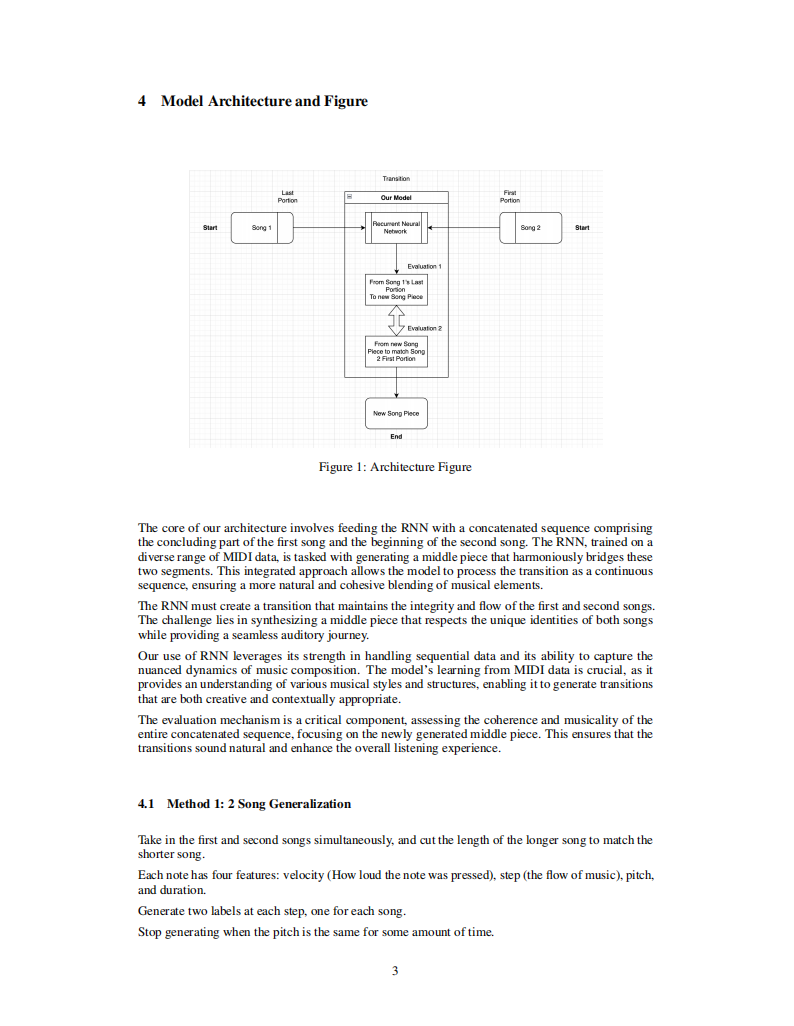 4 Model Architecture and Figure
Transition
Last
Portion
First
Portion
Our Model
Start
Song 1
Recurrent Neural
Network
Song 2
Start
Evaluation 1
From Song 1's Last
Portion
To new Song Piece
Evaluation 2
From new Song
Piece to match Song
2 First Portion
New Song Piece
End
Figure 1: Architecture Figure
The core of our architecture involves feeding the RNN with a concatenated sequence comprising
the concluding part of the first song and the beginning of the second song. The RNN, trained on a
diverse range of MIDI data, is tasked with generating a middle piece that harmoniously bridges these
two segments. This integrated approach allows the model to process the transition as a continuous
sequence, ensuring a more natural and cohesive blending of musical elements.
The RNN must create a transition that maintains the integrity and flow of the first and second songs.
The challenge lies in synthesizing a middle piece that respects the unique identities of both songs
while providing a seamless auditory journey.
Our use of RNN leverages its strength in handling sequential data and its ability to capture the
nuanced dynamics of music composition. The model's learning from MIDI data is crucial, as it
provides an understanding of various musical styles and structures, enabling it to generate transitions
that are both creative and contextually appropriate.
The evaluation mechanism is a critical component, assessing the coherence and musicality of the
entire concatenated sequence, focusing on the newly generated middle piece. This ensures that the
transitions sound natural and enhance the overall listening experience.
4.1 Method 1: 2 Song Generalization
Take in the first and second songs simultaneously, and cut the length of the longer song to match the
shorter song.
Each note has four features: velocity (How loud the note was pressed), step (the flow of music), pitch,
and duration.
Generate two labels at each step, one for each song.
Stop generating when the pitch is the same for some amount of time.
3